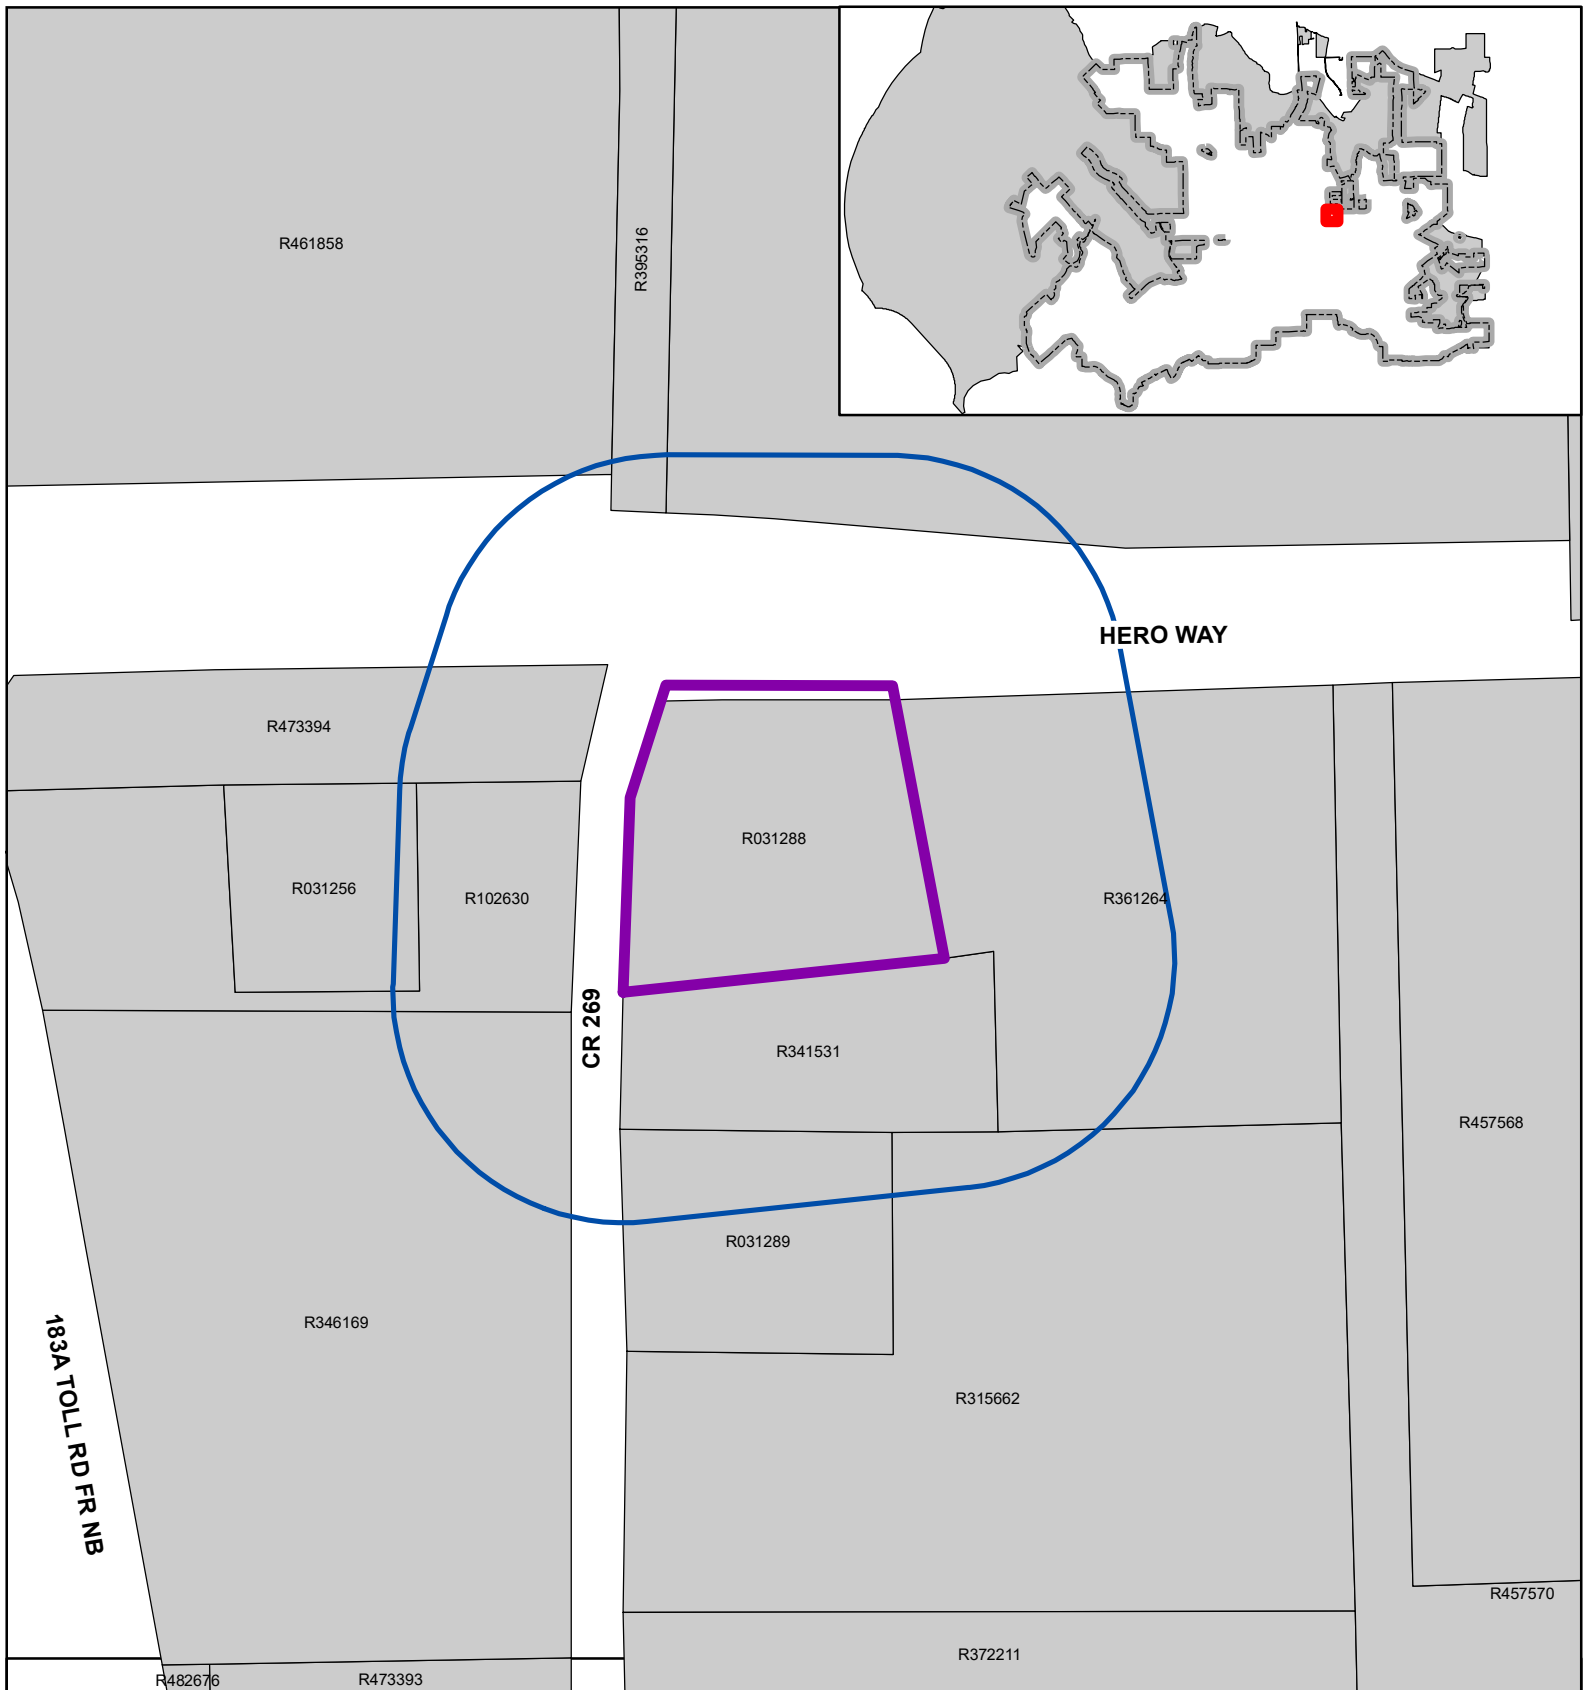 R461858
R395316
HERO WAY
R473394
R031288
R031256
R102630
R361264
CR 269
R341531
R457568
R031289
R346169
183A TOLL RD FR NB
R315662
R457570
R372211
R482676
R473393